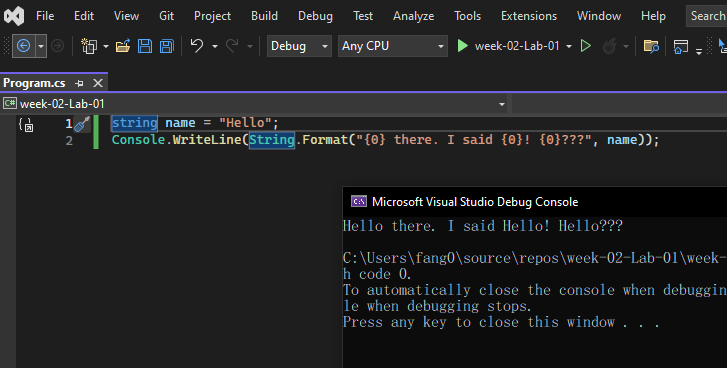 File Edit View Git Project Build Debug Test Analyze Tools Extensions Window Help Search
Debug Any CPU week-02-Lab-01
Program.cs
C# week-02-Lab-01
1 string name = "Hello";
2 Console.WriteLine(String.Format("{0} there. I said {0}! {0}???", name));
C:\ Microsoft Visual Studio Debug Console
Hello there. I said Hello! Hello???
C:\Users\fang0\source\repos\week-02-Lab-01\week-
h code 0.
To automatically close the console when debuggin
le when debugging stops.
Press any key to close this window . . .